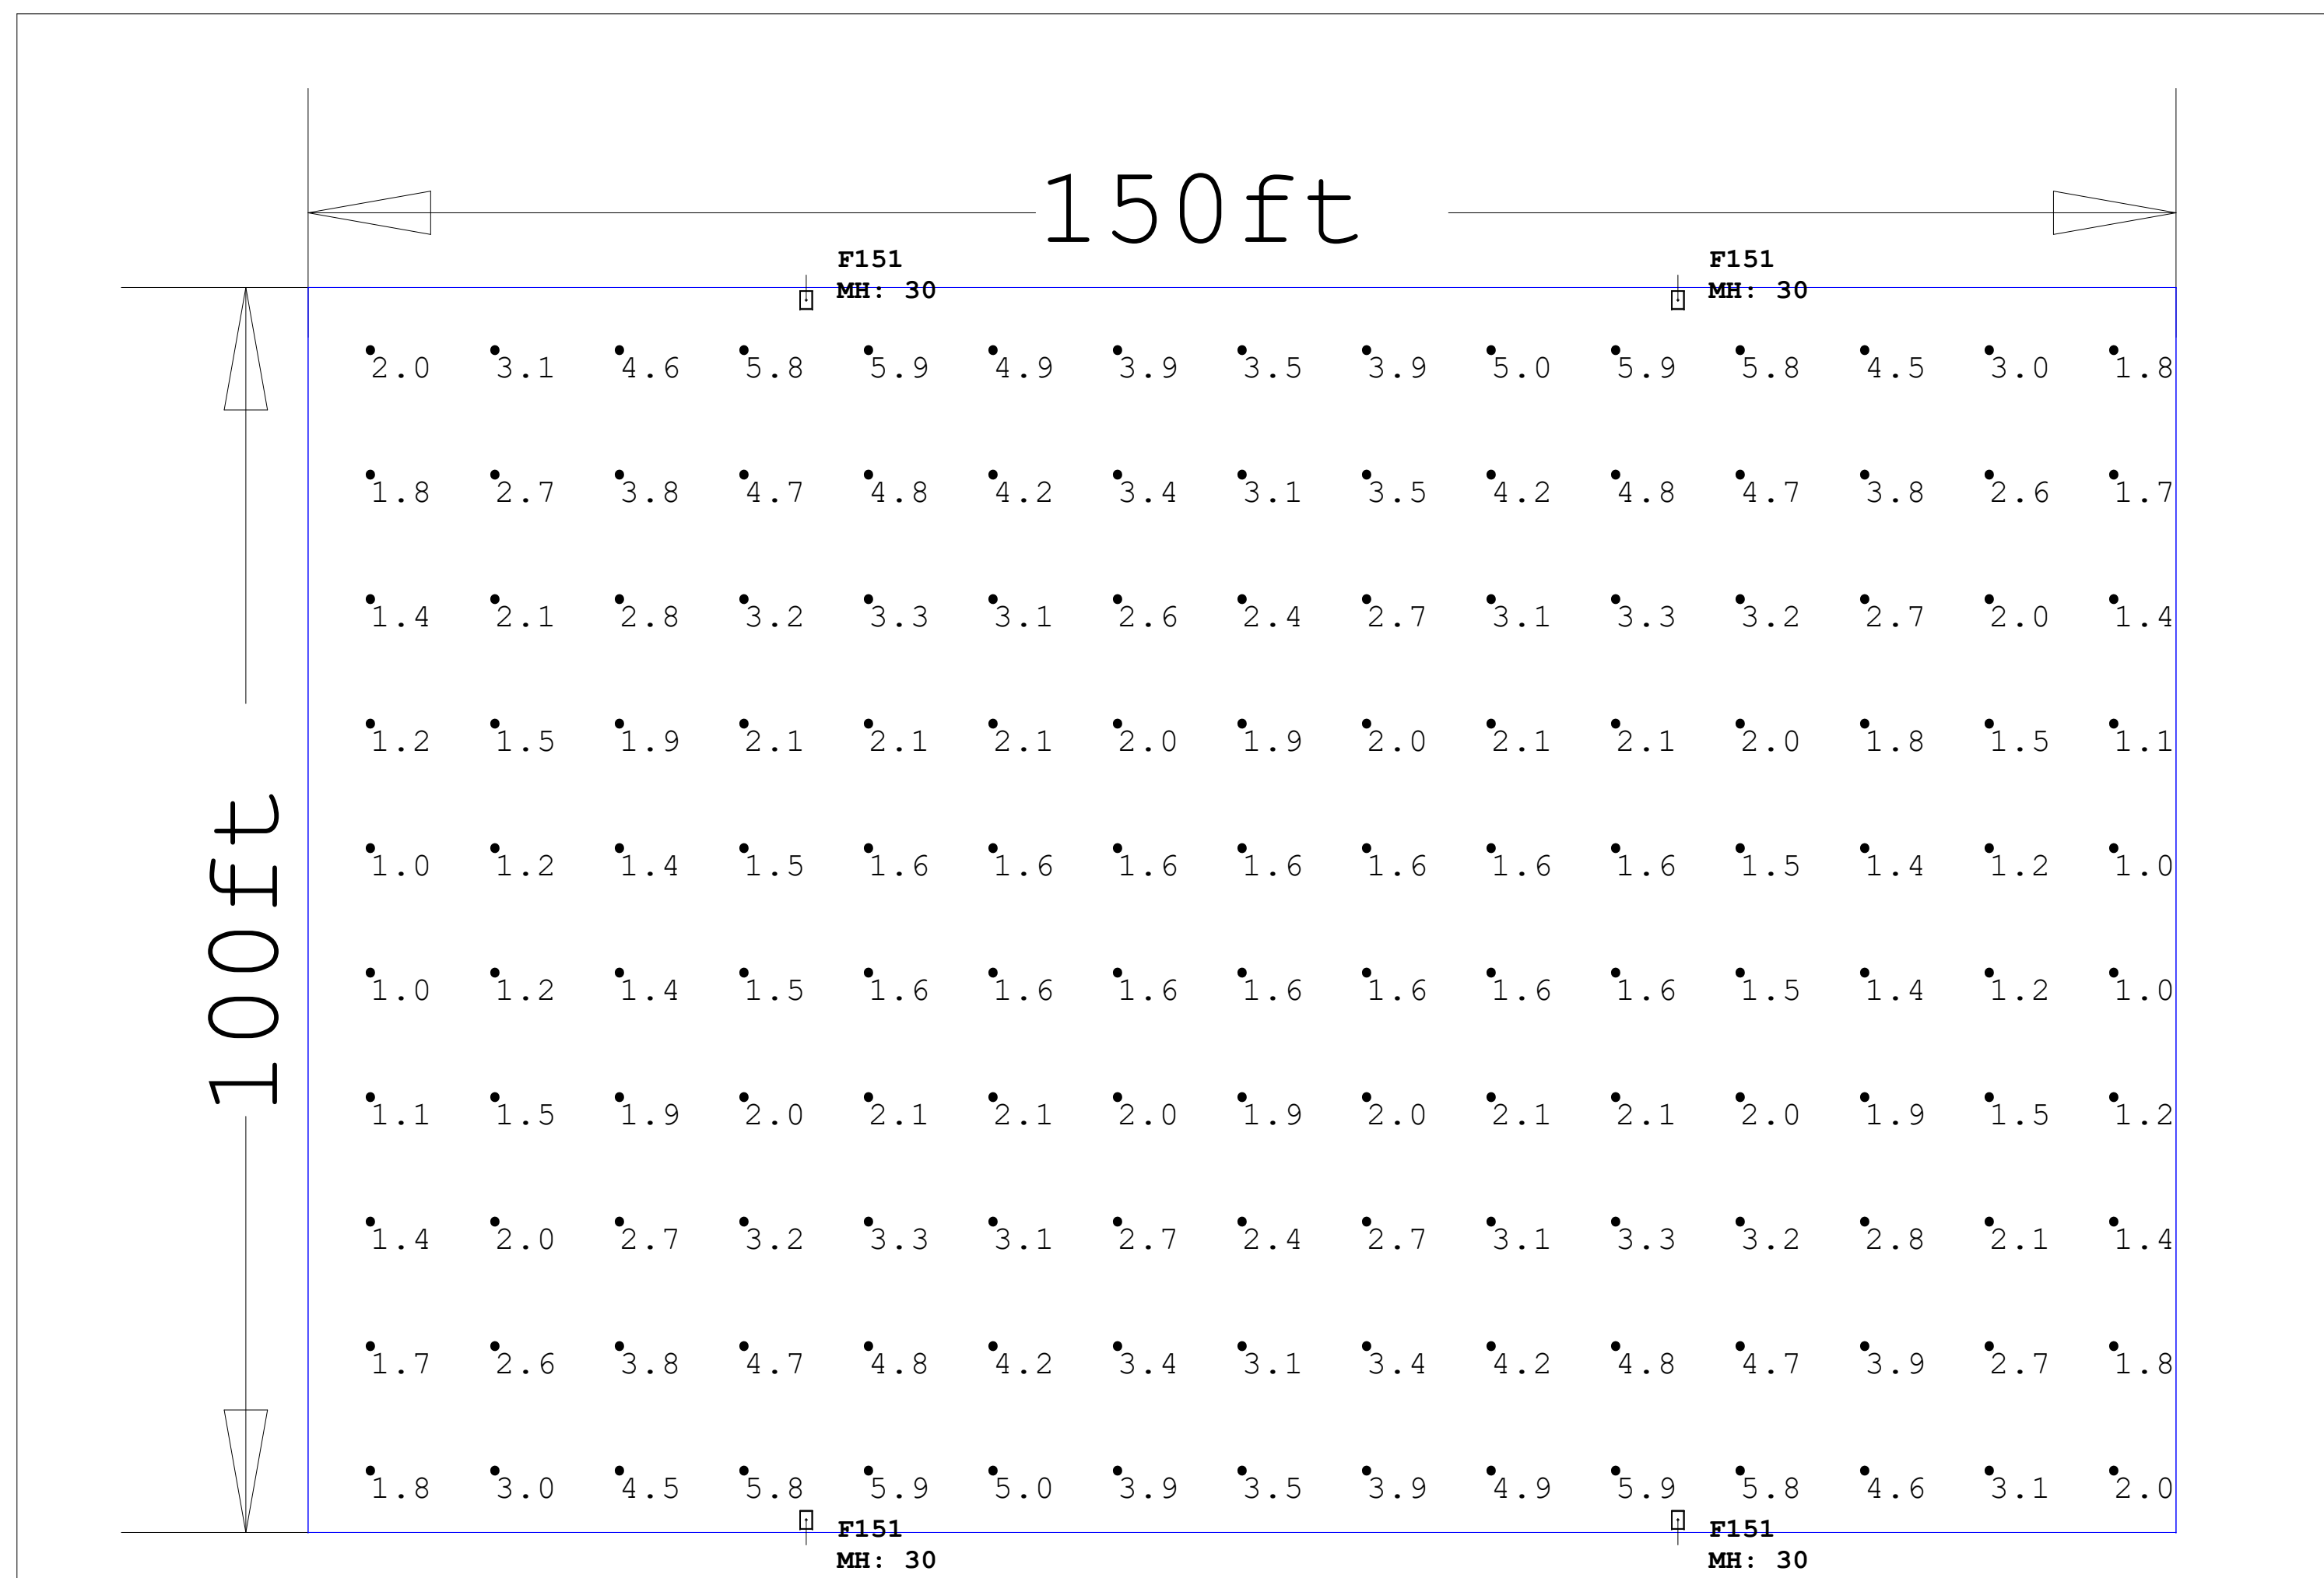 150ft
F151 F151
MH: 30 MH: 30
2.0 3.1 4.6 5.8 5.9 4.9 3.9 3.5 3.9 5.0 5.9 5.8 4.5 3.0 1.8
1.8 2.7 3.8 4.7 4.8 4.2 3.4 3.1 3.5 4.2 4.8 4.7 3.8 2.6 1.7
1.4 2.1 2.8 3.2 3.3 3.1 2.6 2.4 2.7 3.1 3.3 3.2 2.7 2.0 1.4
1.2 1.5 1.9 2.1 2.1 2.1 2.0 1.9 2.0 2.1 2.1 2.0 1.8 1.5 1.1
100ft
1.0 1.2 1.4 1.5 1.6 1.6 1.6 1.6 1.6 1.6 1.6 1.5 1.4 1.2 1.0
1.0 1.2 1.4 1.5 1.6 1.6 1.6 1.6 1.6 1.6 1.6 1.5 1.4 1.2 1.0
1.1 1.5 1.9 2.0 2.1 2.1 2.0 1.9 2.0 2.1 2.1 2.0 1.9 1.5 1.2
1.4 2.0 2.7 3.2 3.3 3.1 2.7 2.4 2.7 3.1 3.3 3.2 2.8 2.1 1.4
1.7 2.6 3.8 4.7 4.8 4.2 3.4 3.1 3.4 4.2 4.8 4.7 3.9 2.7 1.8
1.8 3.0 4.5 5.8 5.9 5.0 3.9 3.5 3.9 4.9 5.9 5.8 4.6 3.1 2.0
F151 F151
MH: 30 MH: 30